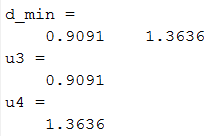 d_min =
0.9091 1.3636
u3 =
0.9091
u4 =
1.3636